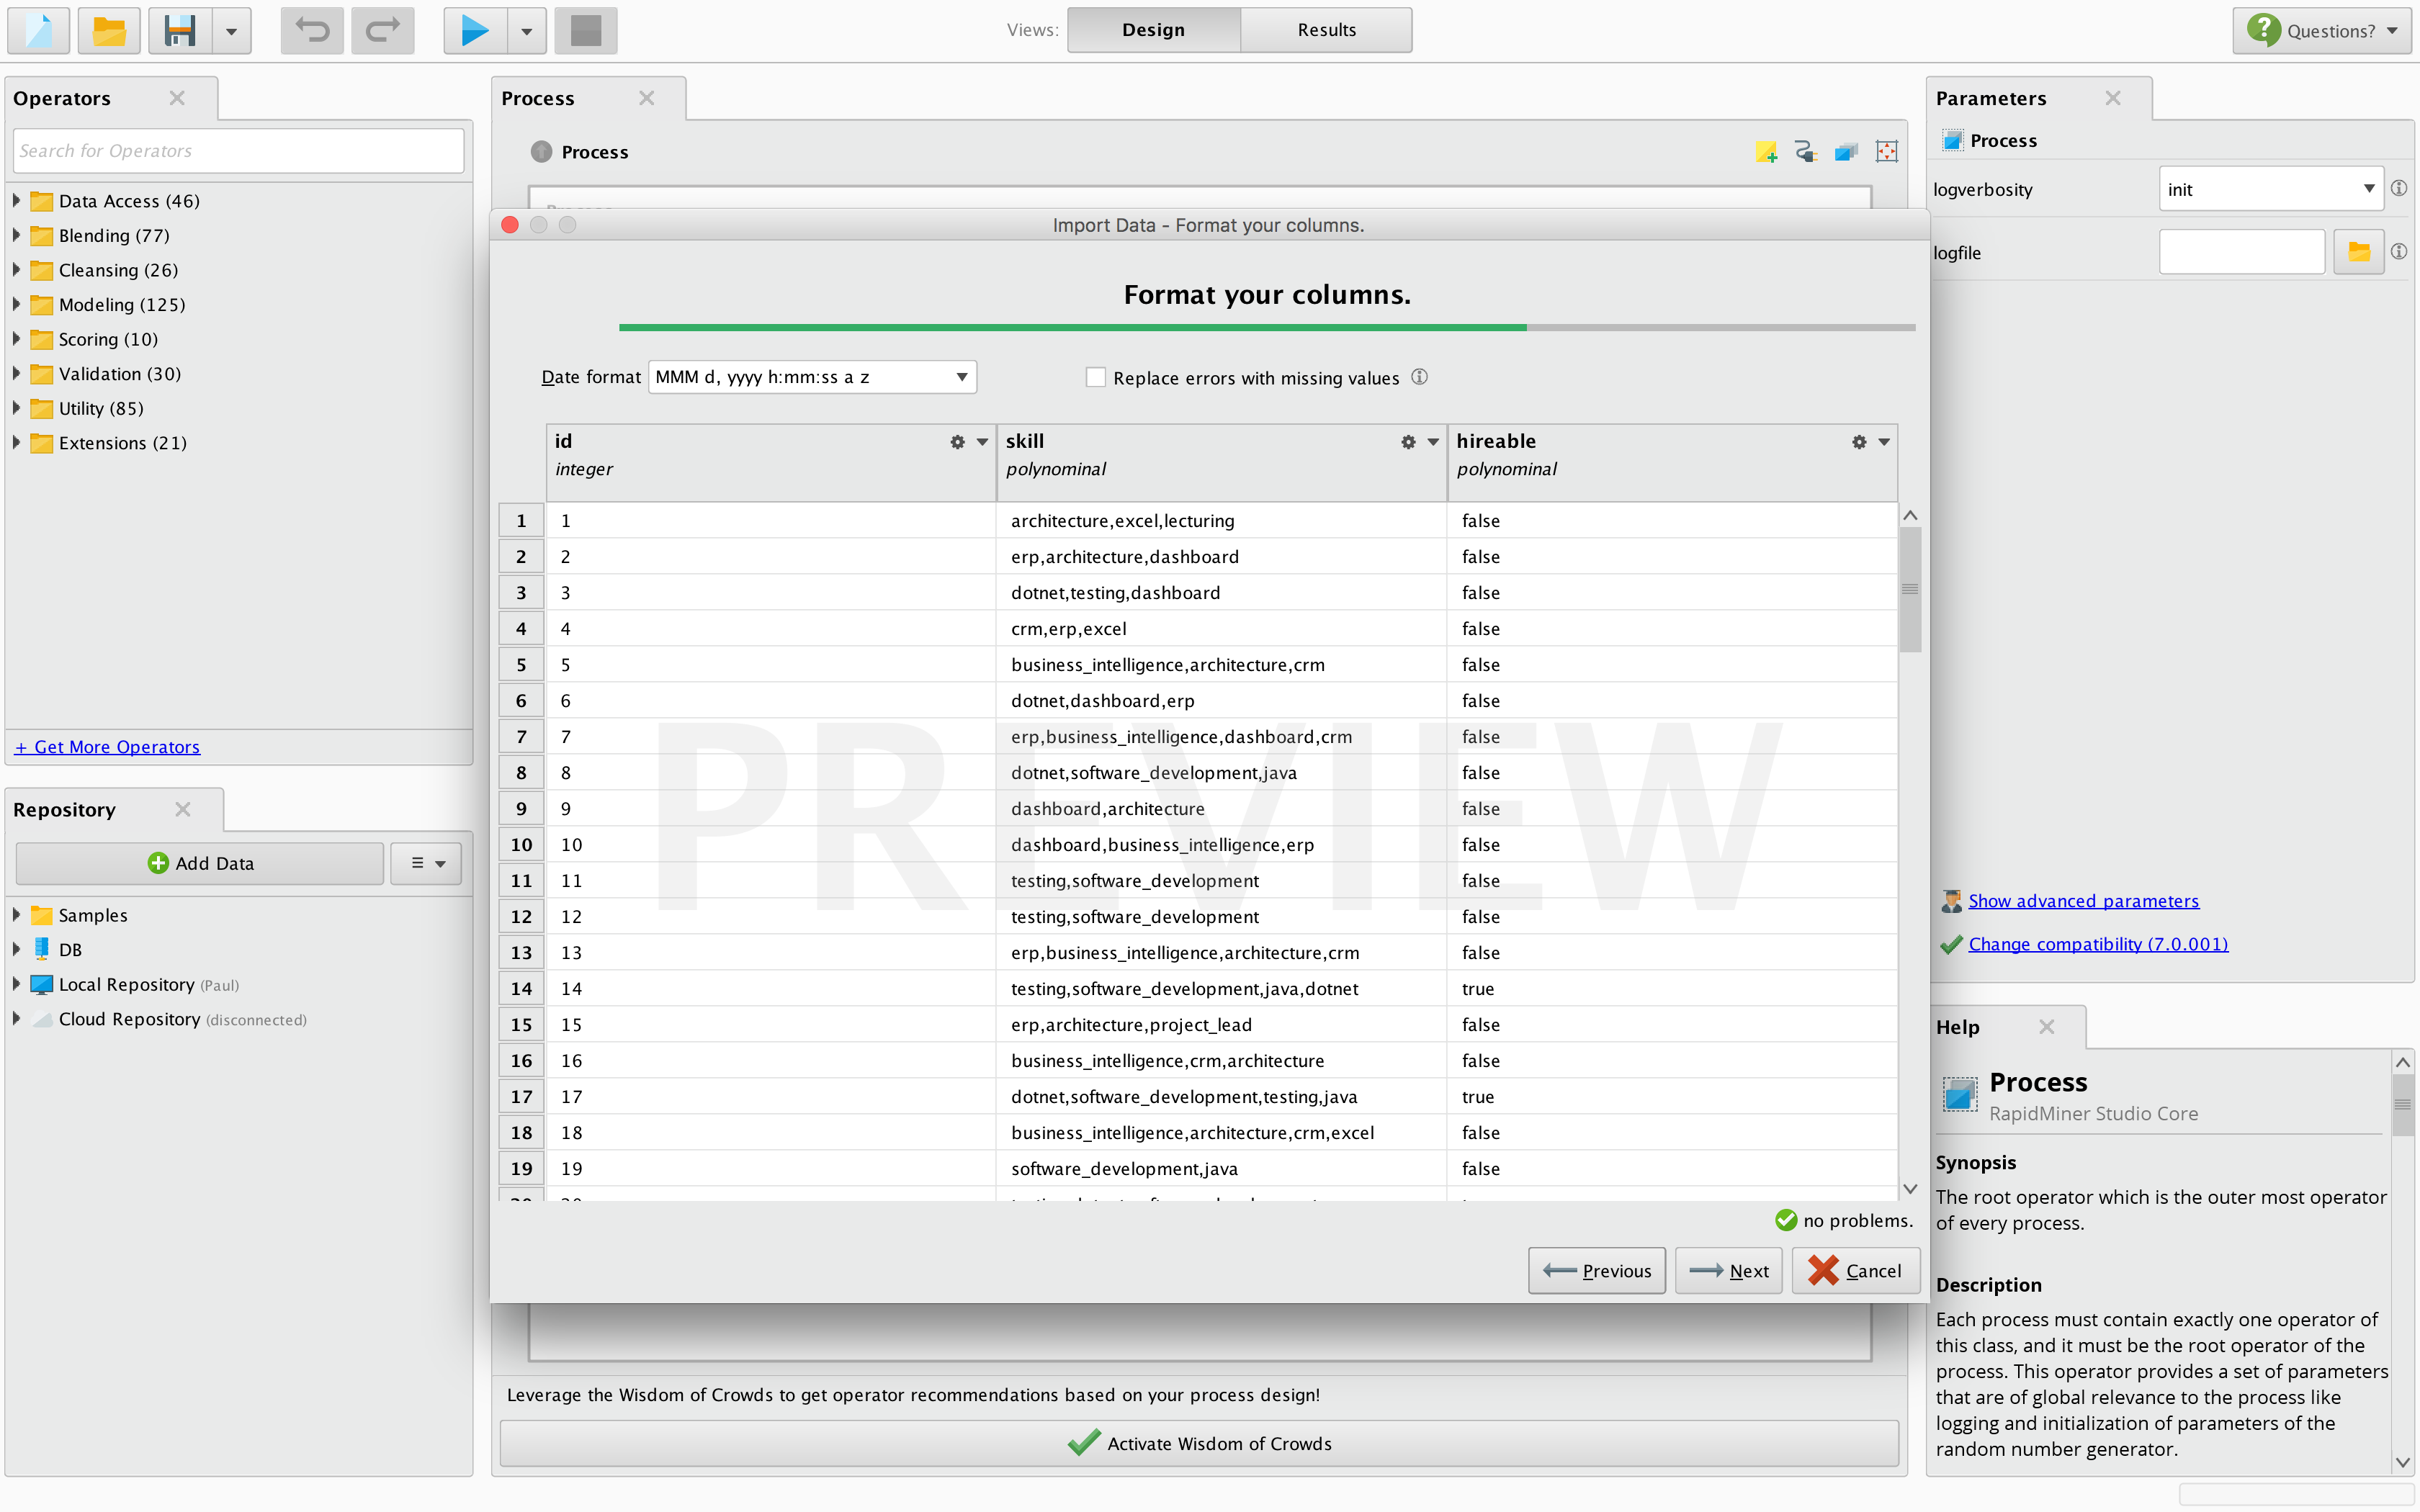 Views: Design Results
Questions?
Operators
Search for Operators
Data Access (46)
Blending (77)
Cleansing (26)
Modeling (125)
Scoring (10)
Validation (30)
Utility (85)
Extensions (21)
+ Get More Operators
Repository
Add Data
Samples
DB
Local Repository (Paul)
Cloud Repository (disconnected)
Process
Process
Import Data - Format your columns.
Format your columns.
Date format MMM d, yyyy h:mm:ss a z Replace errors with missing values
id skill hireable
integer polynominal polynominal
1 1 architecture,excel,lecturing false
2 2 erp,architecture,dashboard false
3 3 dotnet,testing,dashboard false
4 4 crm,erp,excel false
5 5 business_intelligence,architecture,crm false
6 6 dotnet,dashboard,erp false
7 7 erp,business_intelligence,dashboard,crm false
8 8 dotnet,software_development,java false
9 9 dashboard,architecture false
10 10 dashboard,business_intelligence,erp false
11 11 testing,software_development false
12 12 testing,software_development false
13 13 erp,business_intelligence,architecture,crm false
14 14 testing,software_development,java,dotnet true
15 15 erp,architecture,project_lead false
16 16 business_intelligence,crm,architecture false
17 17 dotnet,software_development,testing,java true
18 18 business_intelligence,architecture,crm,excel false
19 19 software_development,java false
PREVIEW
no problems.
Previous Next Cancel
Leverage the Wisdom of Crowds to get operator recommendations based on your process design!
Activate Wisdom of Crowds
Parameters
Process
logverbosity init
logfile
Show advanced parameters
Change compatibility (7.0.001)
Help
Process
RapidMiner Studio Core
Synopsis
The root operator which is the outer most operator
of every process.
Description
Each process must contain exactly one operator of
this class, and it must be the root operator of the
process. This operator provides a set of parameters
that are of global relevance to the process like
logging and initialization of parameters of the
random number generator.